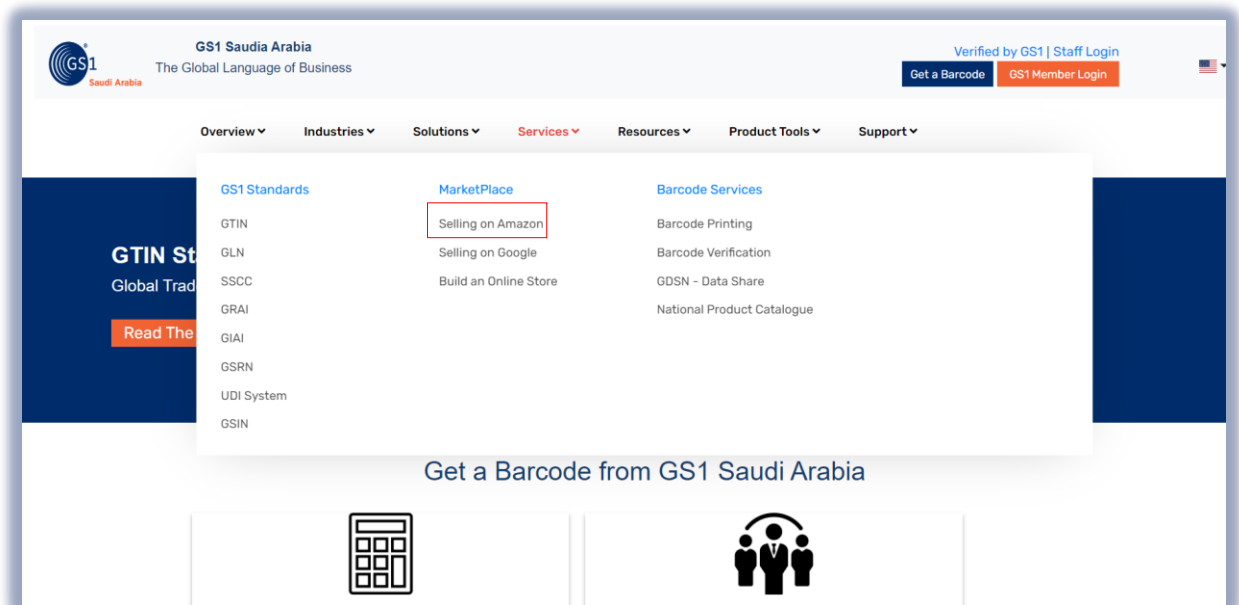 GS1
Saudi Arabia
GS1 Saudia Arabia
The Global Language of Business
Verified by GS1 | Staff Login
Get a Barcode
GS1 Member Login
Overview
Industries
Solutions
Services
Resources
Product Tools
Support
GS1 Standards
GTIN
GLN
SSCC
GRAI
GIAI
GSRN
UDI System
GSIN
MarketPlace
Selling on Amazon
Selling on Google
Build an Online Store
Barcode Services
Barcode Printing
Barcode Verification
GDSN - Data Share
National Product Catalogue
GTIN St
Global Trad
Read The
Get a Barcode from GS1 Saudi Arabia